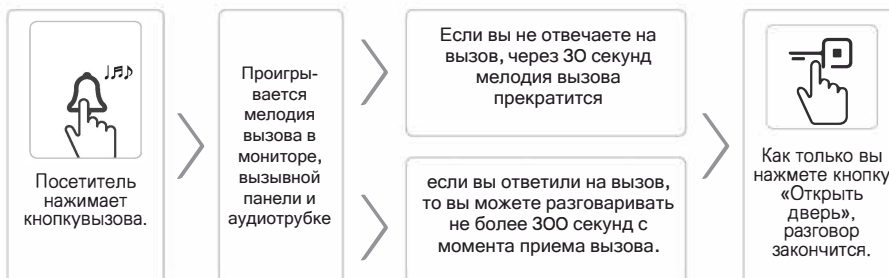 Посетитель
нажимает
кнопкувызова.
Проигры-
вается
мелодия
вызова в
мониторе,
вызывной
панели и
аудиотрубке
Если вы не отвечаете на
вызов, через 30 секунд
мелодия вызова
прекратится
если вы ответили на вызов,
то вы можете разговаривать
не более 300 секунд с
момента приема вызова.
Как только вы
нажмете кнопку
«Открыть
дверь»,
разговор
закончится.